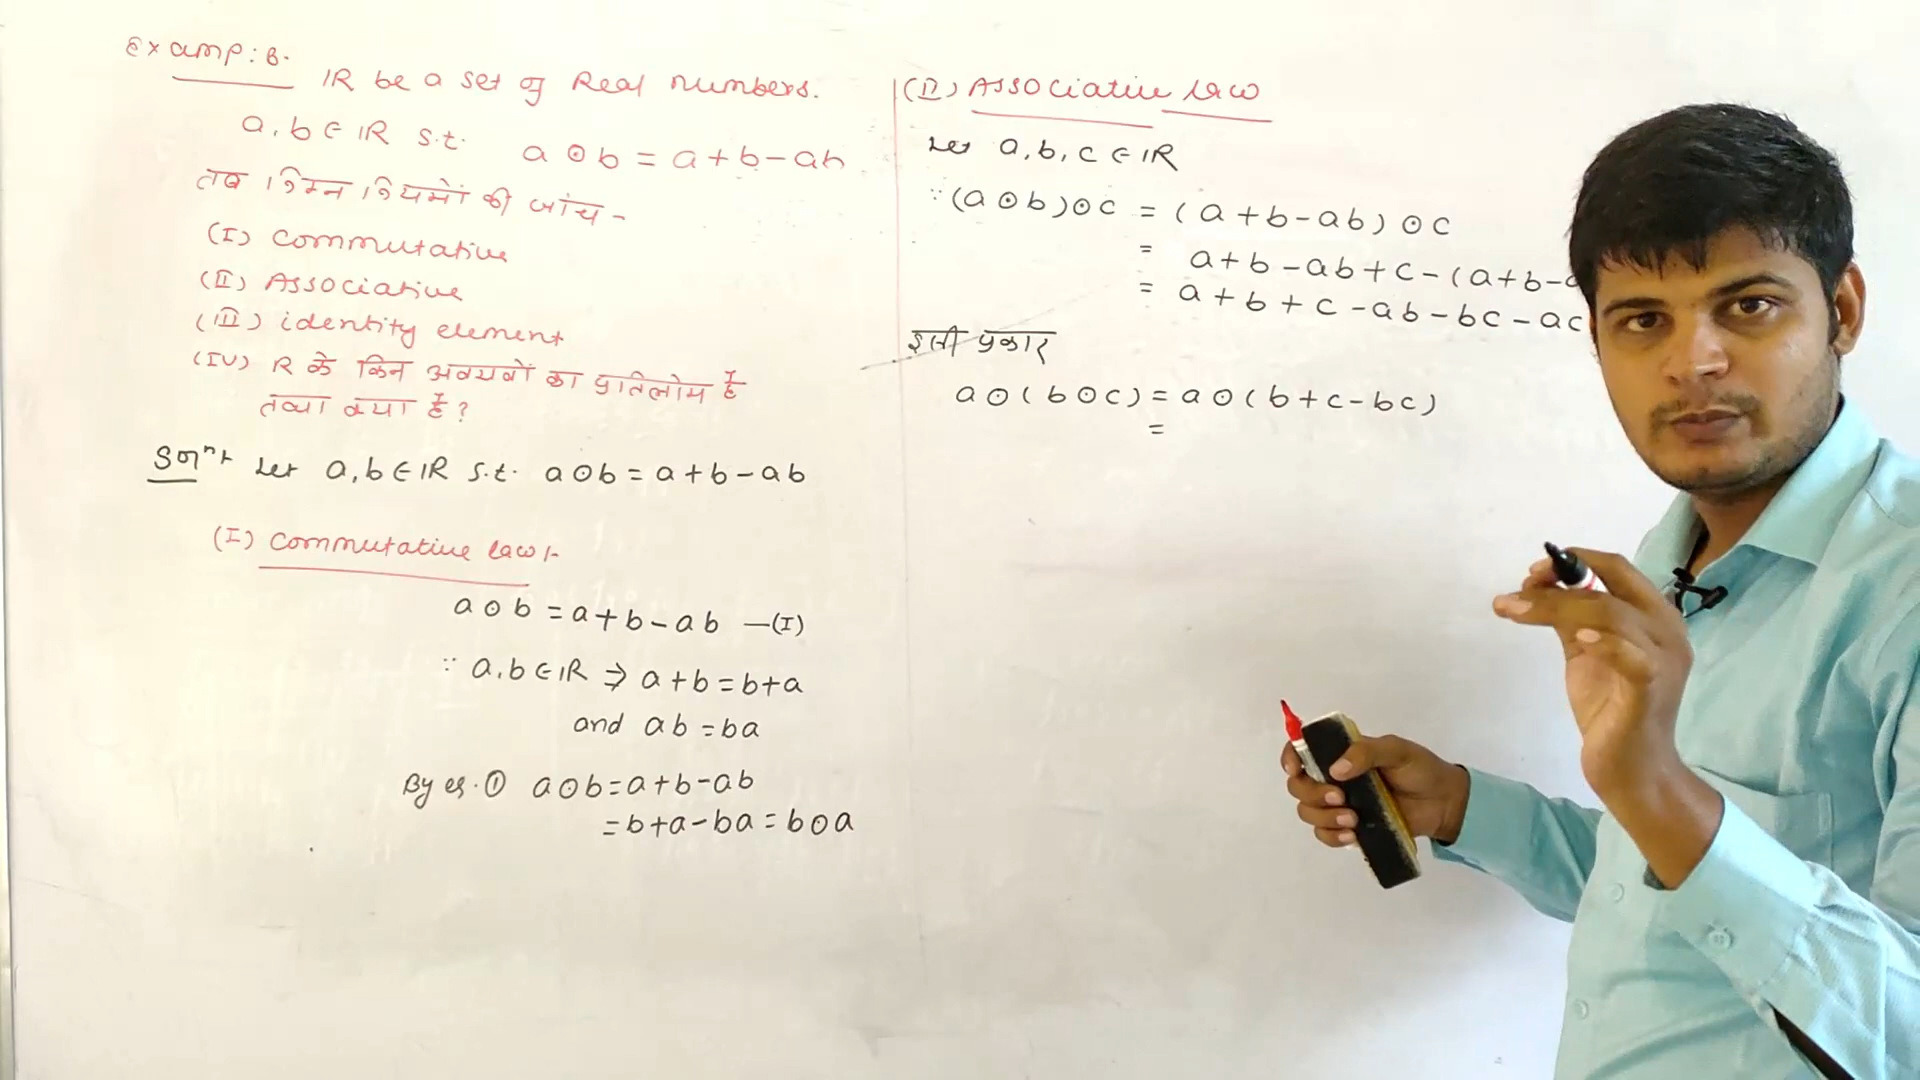 Examp: B.
IR be a set of Real numbers.
a, b ∈ IR s.t. a ⊙ b = a + b - ab
तब निम्न नियमों की जांच -
(I) commutative
(II) Associative
(III) identity element
(IV) R के किन अवयवों का प्रतिलोम है
तथा क्या है ?
Solⁿ:- Let a, b ∈ IR s.t. a ⊙ b = a + b - ab
(I) commutative law :-
a ⊙ b = a + b - ab —(I)
∵ a, b ∈ IR ⇒ a + b = b + a
and ab = ba
By eq. ① a ⊙ b = a + b - ab
= b + a - ba = b ⊙ a
(II) Associative law
Let a, b, c ∈ IR
∵ (a ⊙ b) ⊙ c = (a + b - ab) ⊙ c
= a + b - ab + c - (a + b -
= a + b + c - ab - bc - ac
इसी प्रकार
a ⊙ (b ⊙ c) = a ⊙ (b + c - bc)
=